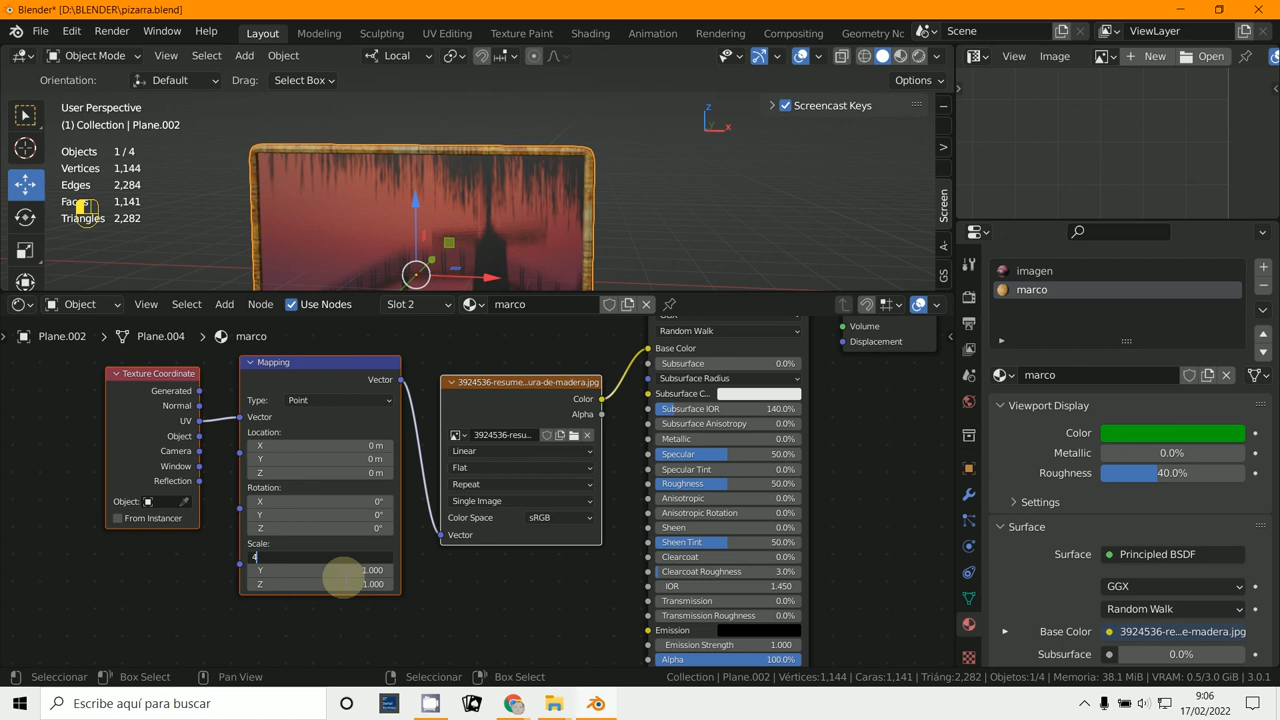 Blender* [D:\BLENDER\pizarra.blend]
File Edit Render Window Help Layout Modeling Sculpting UV Editing Texture Paint Shading Animation Rendering Compositing Geometry No Scene ViewLayer
Object Mode View Select Add Object Local View Image New Open
Orientation: Default Drag: Select Box Options
User Perspective
(1) Collection | Plane.002
Screencast Keys
Objects 1 / 4
Vertices 1,144
Edges 2,284
Faces 1,141
Triangles 2,282
z
x
y
V
Screen
A-
GS
imagen
marco
Object View Select Add Node Use Nodes Slot 2 marco
Plane.002 Plane.004 marco
marco
Texture Coordinate
Generated
Normal
UV
Object
Camera
Window
Reflection
Object:
From Instancer
Mapping
Vector
Type: Point
Vector
Location:
X 0 m
Y 0 m
Z 0 m
Rotation:
X 0°
Y 0°
Z 0°
Scale:
4
Y 1.000
Z 1.000
3924536-resume...ura-de-madera.jpg
Color
Alpha
3924536-resu...
Linear
Flat
Repeat
Single Image
Color Space sRGB
Vector
GGX
Random Walk
Base Color
Subsurface 0.0%
Subsurface Radius
Subsurface C...
Subsurface IOR 140.0%
Subsurface Anisotropy 0.0%
Metallic 0.0%
Specular 50.0%
Specular Tint 0.0%
Roughness 50.0%
Anisotropic 0.0%
Anisotropic Rotation 0.0%
Sheen 0.0%
Sheen Tint 50.0%
Clearcoat 0.0%
Clearcoat Roughness 3.0%
IOR 1.450
Transmission 0.0%
Transmission Roughness 0.0%
Emission
Emission Strength 1.000
Alpha 100.0%
Volume
Displacement
Viewport Display
Color
Metallic 0.0%
Roughness 40.0%
Settings
Surface
Surface Principled BSDF
GGX
Random Walk
Base Color 3924536-re...e-madera.jpg
Subsurface 0.0%
Seleccionar Box Select Pan View Seleccionar Box Select Collection | Plane.002 | Vértices:1,144 | Caras:1,141 | Triáng:2,282 | Objetos:1/4 | Memoria: 38.1 MiB | VRAM: 0.5/3.0 GiB | 3.0.1
Escribe aquí para buscar
9:06
17/02/2022